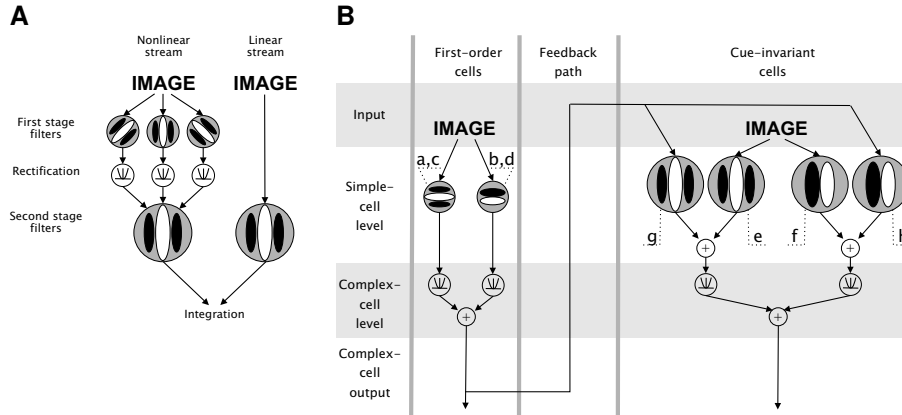 A
Nonlinear
stream
Linear
stream
IMAGE
IMAGE
First stage
filters
Rectification
Second stage
filters
Integration
B
First-order
cells
Feedback
path
Cue-invariant
cells
Input
IMAGE
IMAGE
a,c
b,d
Simple-
cell
level
g
e
f
h
+
+
Complex-
cell
level
+
+
Complex-
cell
output